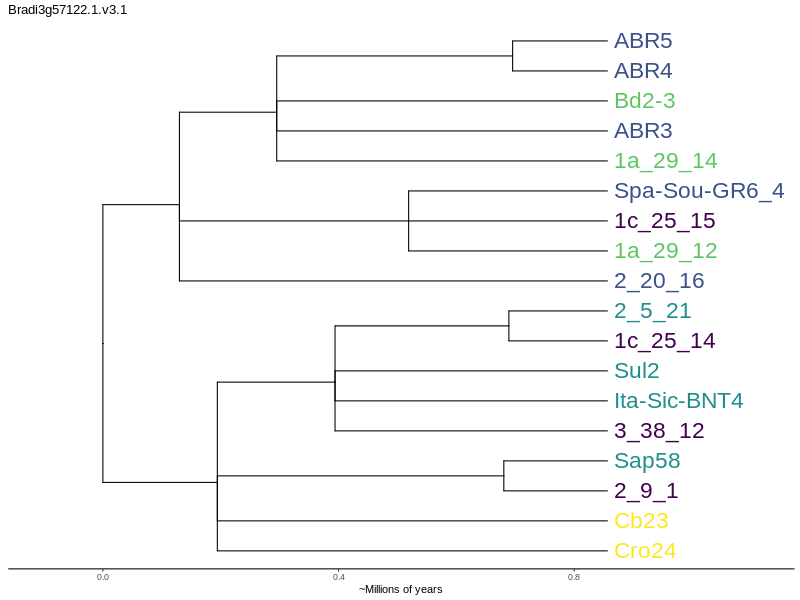 Bradi3g57122.1.v3.1
ABR5
ABR4
Bd2-3
ABR3
1a_29_14
Spa-Sou-GR6_4
1c_25_15
1a_29_12
2_20_16
2_5_21
1c_25_14
Sul2
Ita-Sic-BNT4
3_38_12
Sap58
2_9_1
Cb23
Cro24
0.0 0.4 0.8
~Millions of years